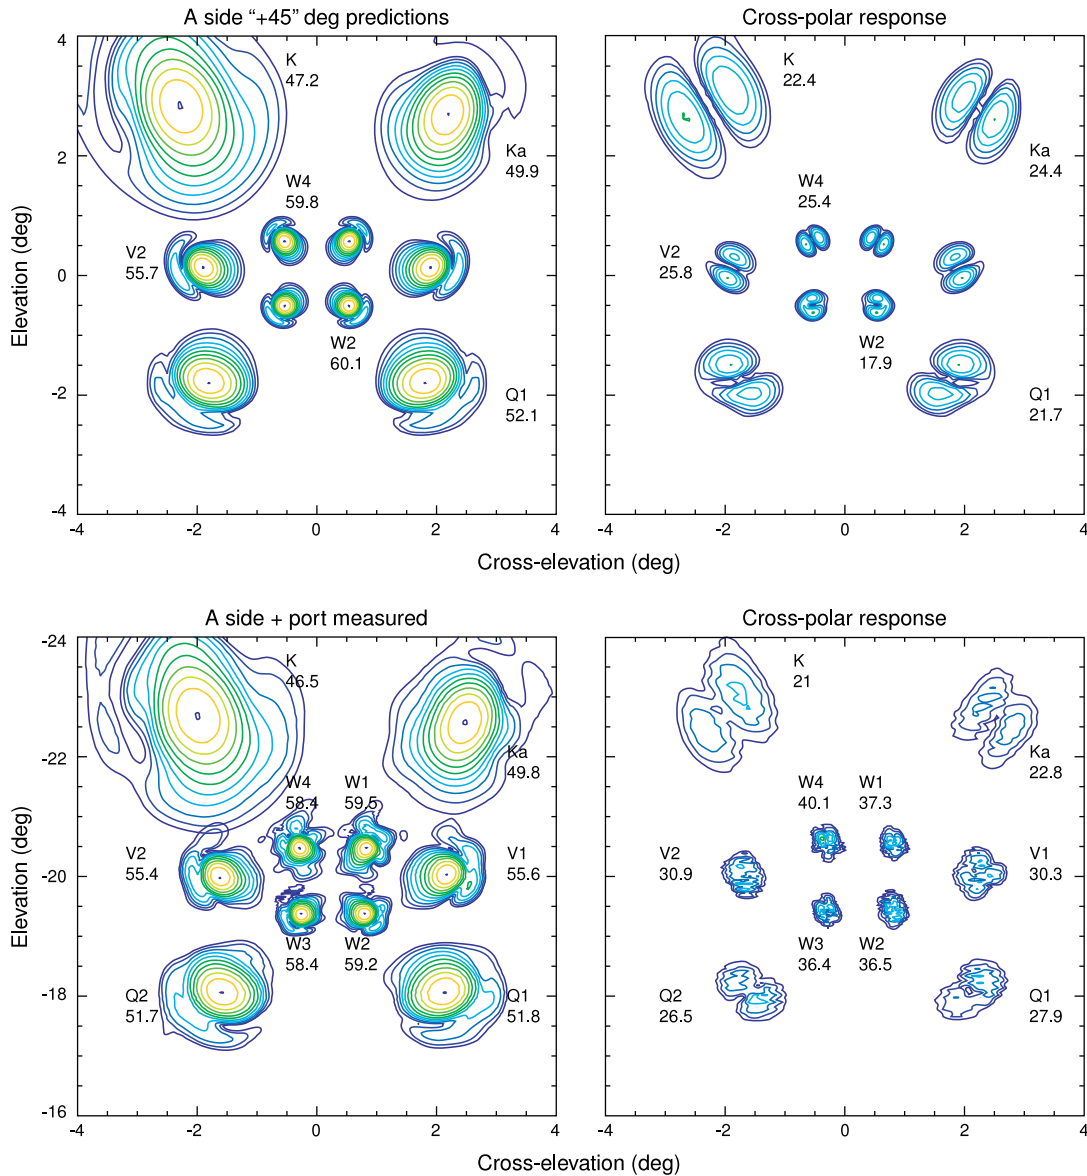 A side “+45” deg predictions
Cross-polar response
4
2
0
-2
-4
Elevation (deg)
K
47.2
Ka
49.9
W4
59.8
V2
55.7
W2
60.1
Q1
52.1
-4
-2
0
2
4
Cross-elevation (deg)
K
22.4
Ka
24.4
W4
25.4
V2
25.8
W2
17.9
Q1
21.7
-4
-2
0
2
4
Cross-elevation (deg)
A side + port measured
Cross-polar response
-24
-22
-20
-18
-16
Elevation (deg)
K
46.5
Ka
49.8
W4
58.4
W1
59.5
V2
55.4
V1
55.6
W3
58.4
W2
59.2
Q2
51.7
Q1
51.8
-4
-2
0
2
4
Cross-elevation (deg)
K
21
Ka
22.8
W4
40.1
W1
37.3
V2
30.9
V1
30.3
W3
36.4
W2
36.5
Q2
26.5
Q1
27.9
-4
-2
0
2
4
Cross-elevation (deg)